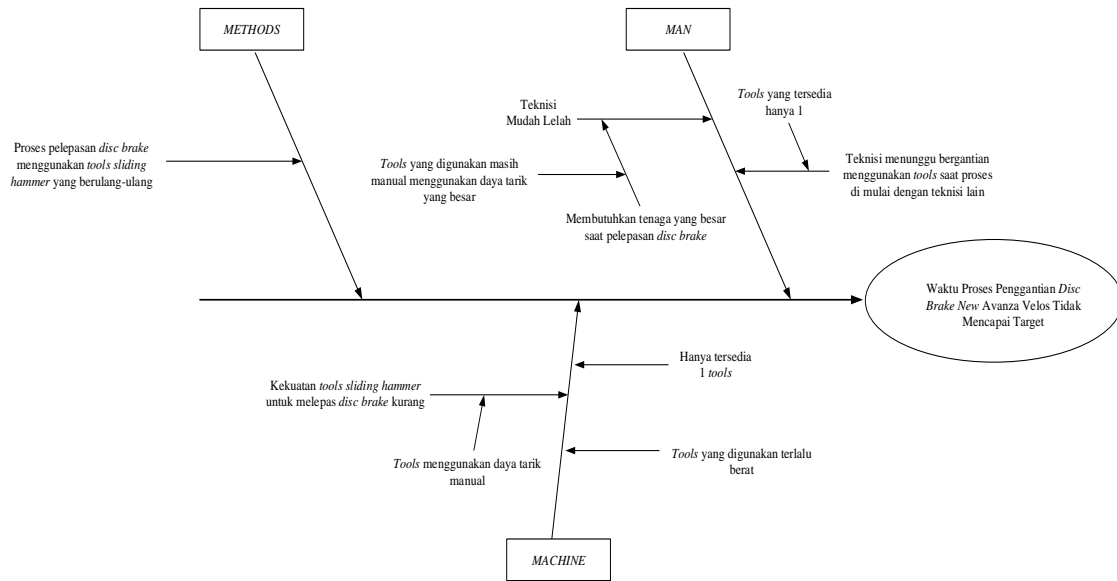 METHODS
MAN
Tools yang tersedia
hanya 1
Teknisi
Mudah Lelah
Proses pelepasan disc brake
menggunakan tools sliding
hammer yang berulang-ulang
Tools yang digunakan masih
manual menggunakan daya tarik
yang besar
Teknisi menunggu bergantian
menggunakan tools saat proses
di mulai dengan teknisi lain
Membutuhkan tenaga yang besar
saat pelepasan disc brake
Waktu Proses Penggantian Disc
Brake New Avanza Velos Tidak
Mencapai Target
Hanya tersedia
1 tools
Kekuatan tools sliding hammer
untuk melepas disc brake kurang
Tools menggunakan daya tarik
manual
Tools yang digunakan terlalu
berat
MACHINE